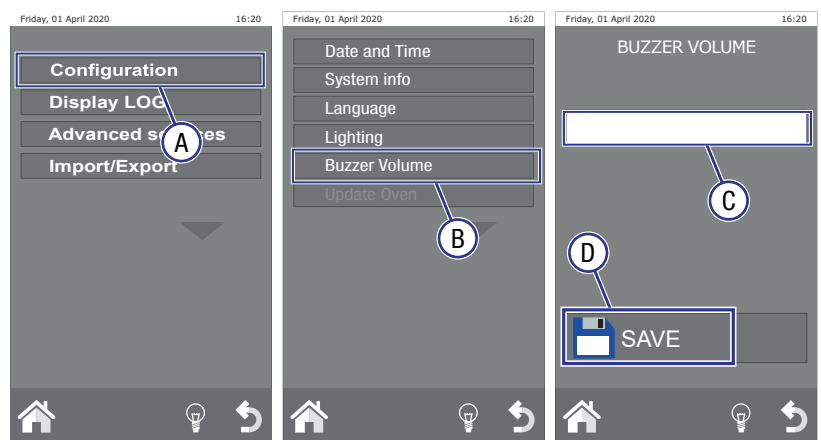 Friday, 01 April 2020 16:20
Configuration
Display LOG
Advanced services
Import/Export
A
Friday, 01 April 2020 16:20
Date and Time
System info
Language
Lighting
Buzzer Volume
Update Oven
B
Friday, 01 April 2020 16:20
BUZZER VOLUME
C
D
SAVE